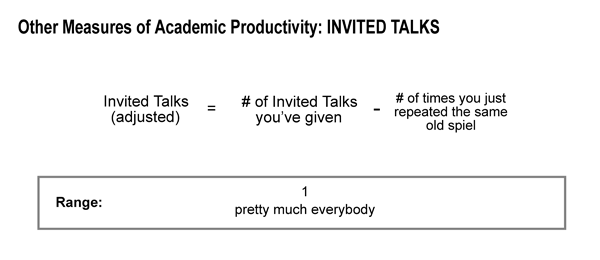 Other Measures of Academic Productivity: INVITED TALKS
Invited Talks
(adjusted)
=
# of Invited Talks
you've given
-
# of times you just
repeated the same
old spiel
Range:
1
pretty much everybody